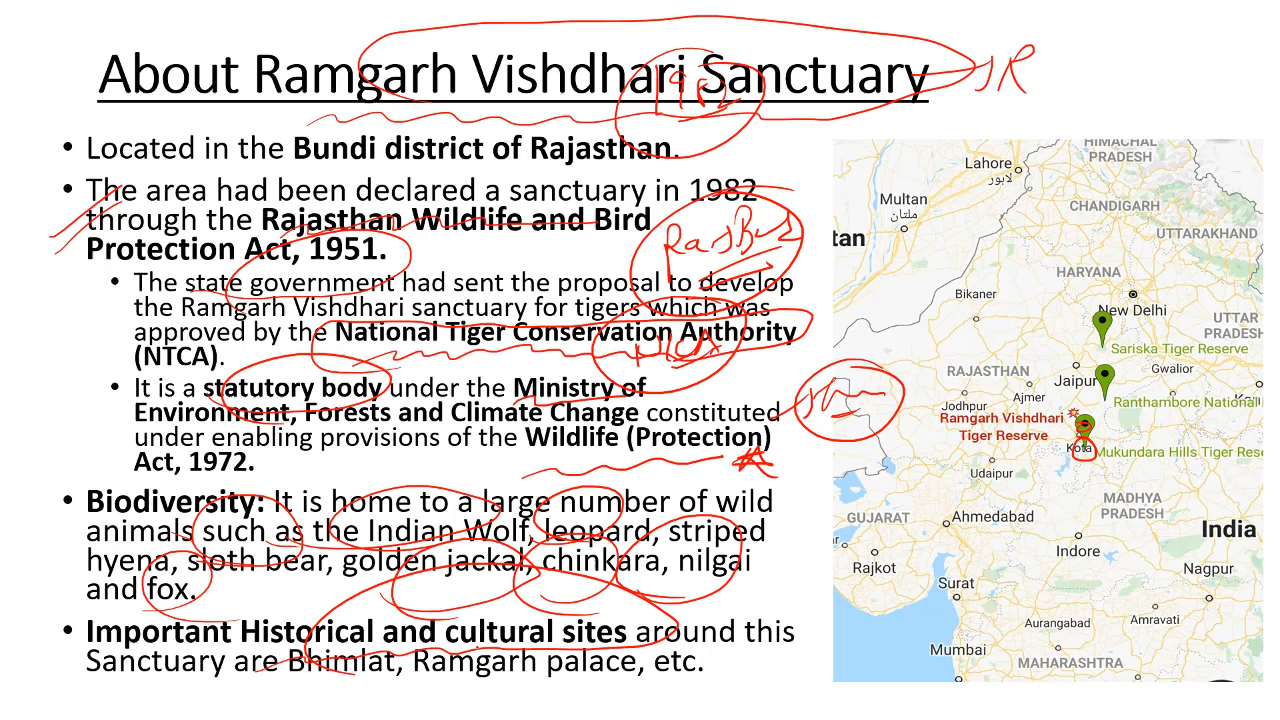 About Ramgarh Vishdhari Sanctuary
1982
TR
• Located in the Bundi district of Rajasthan.
• The area had been declared a sanctuary in 1982
through the Rajasthan Wildlife and Bird
Protection Act, 1951.
• The state government had sent the proposal to develop
the Ramgarh Vishdhari sanctuary for tigers which was
approved by the National Tiger Conservation Authority
(NTCA).
• It is a statutory body under the Ministry of
Environment, Forests and Climate Change constituted
under enabling provisions of the Wildlife (Protection)
Act, 1972.
• Biodiversity: It is home to a large number of wild
animals such as the Indian Wolf, leopard, striped
hyena, sloth bear, golden jackal, chinkara, nilgai
and fox.
• Important Historical and cultural sites around this
Sanctuary are Bhimlat, Ramgarh palace, etc.
HIMACHAL
PRADESH
Lahore
لاہور
Multan
ملتان
CHANDIGARH
UTTARAKHAND
tan
HARYANA
Bikaner
New Delhi
UTTAR
PRADESH
Sariska Tiger Reserve
RAJASTHAN
Jaipur
Gwalior
Jodhpur
Ajmer
Ranthambore National
Ramgarh Vishdhari
Tiger Reserve
Kota
Mukundara Hills Tiger Rese
Udaipur
MADHYA
PRADESH
GUJARAT
Ahmedabad
India
Indore
Rajkot
Nagpur
Surat
Aurangabad
Amravati
Mumbai
MAHARASHTRA